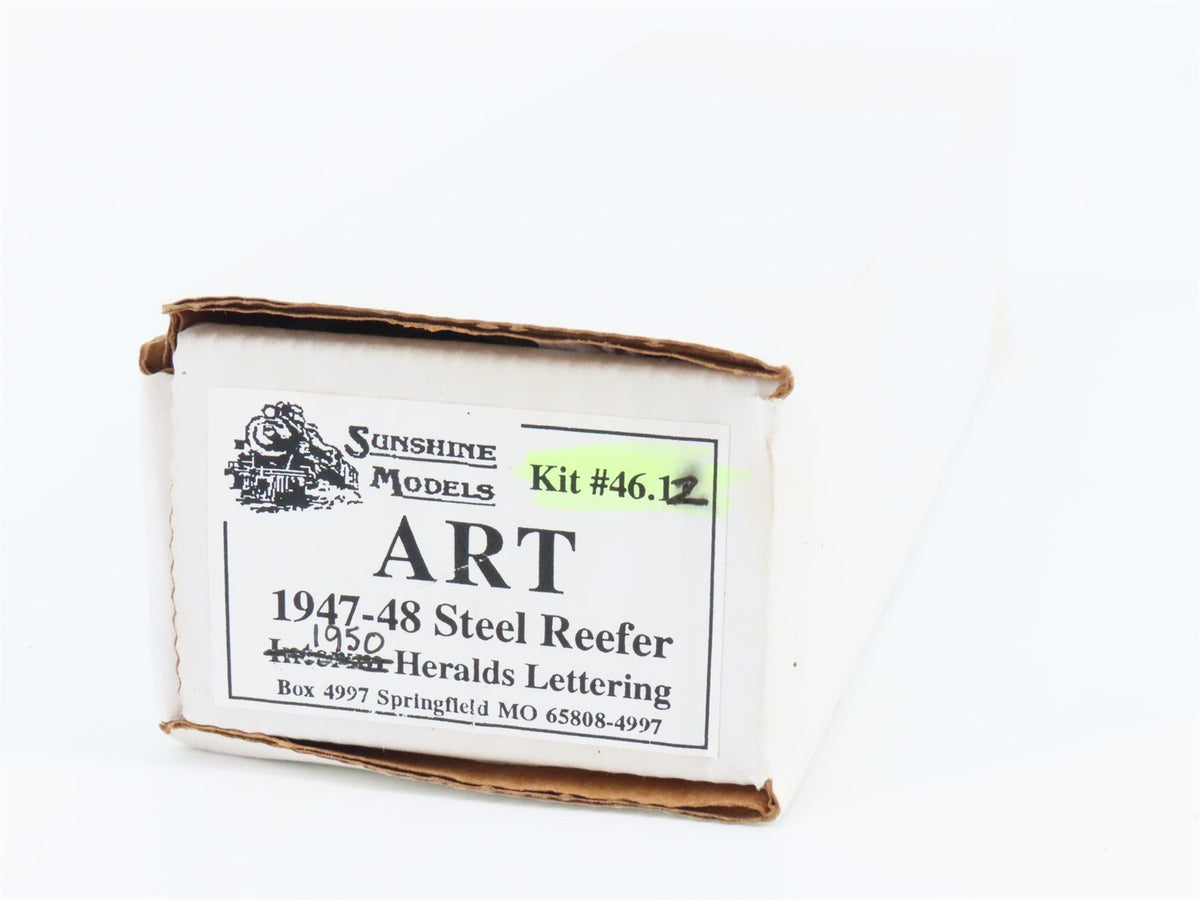 SUNSHINE
MODELS
Kit #46.12
ART
1947-48 Steel Reefer
1950
Interim Heralds Lettering
Box 4997 Springfield MO 65808-4997